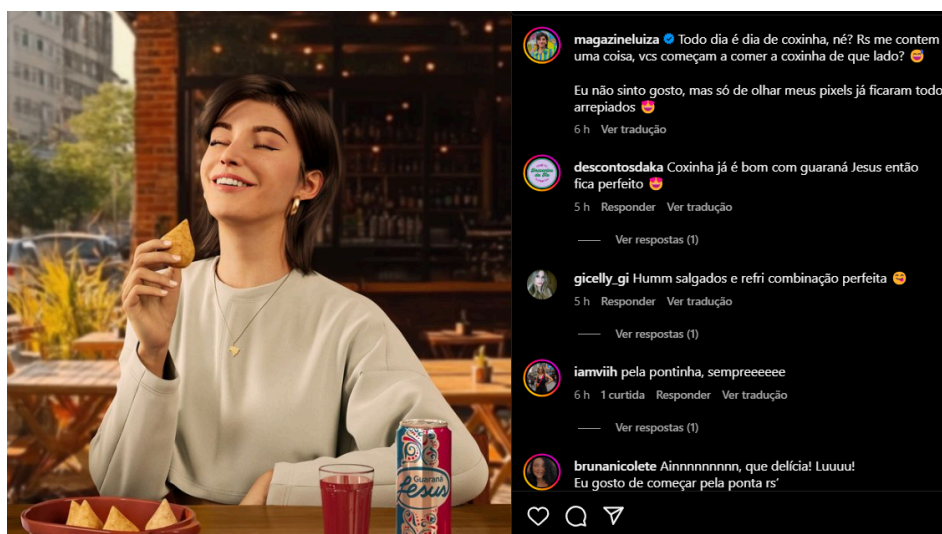 magazineluiza Todo dia é dia de coxinha, né? Rs me contem
uma coisa, vcs começam a comer a coxinha de que lado? 😅
Eu não sinto gosto, mas só de olhar meus pixels já ficaram todo
arrepiados 😍
6 h Ver tradução
descontosdaka Coxinha já é bom com guaraná Jesus então
fica perfeito 😍
5 h Responder Ver tradução
Ver respostas (1)
gicelly_gi Humm salgados e refri combinação perfeita 😋
5 h Responder Ver tradução
Ver respostas (1)
iamviih pela pontinha, sempreeeeee
6 h 1 curtida Responder Ver tradução
Ver respostas (1)
brunanicolete Ainnnnnnnnn, que delícia! Luuuu!
Eu gosto de começar pela ponta rs’
Guaraná
Jesus